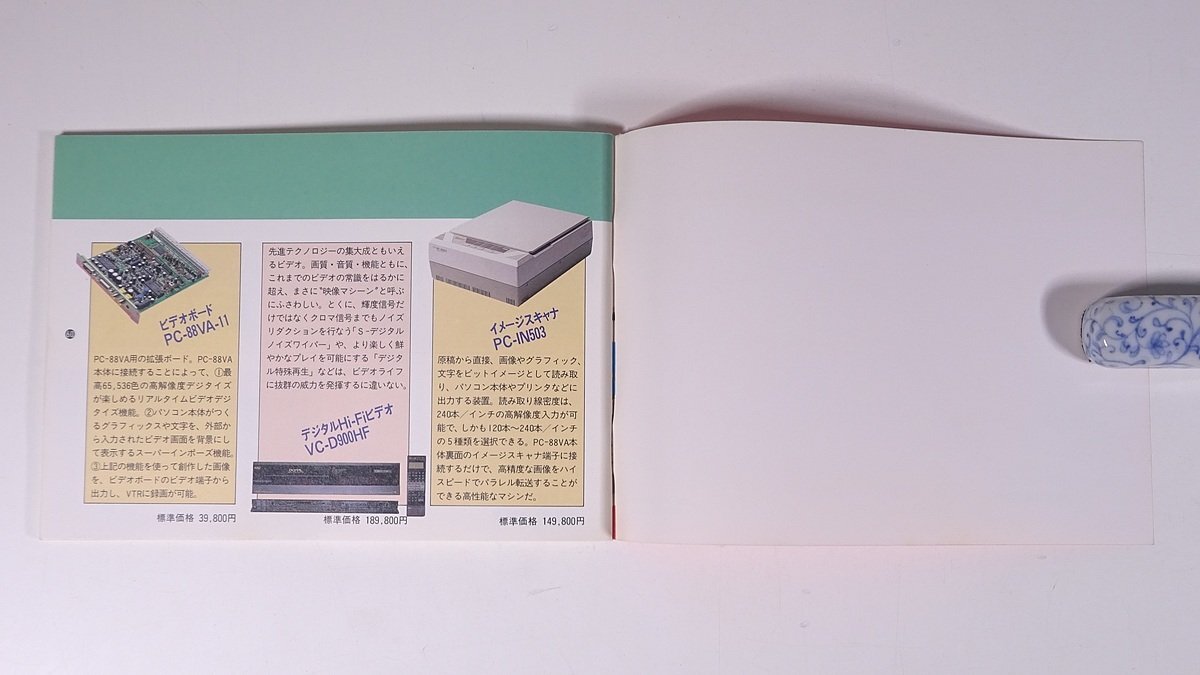 ビデオボード
PC-88VA-11
PC-88VA用の拡張ボード。PC-88VA
本体に接続することによって、①最
高65,536色の高解像度デジタイズ
が楽しめるリアルタイムビデオデジ
タイズ機能。②パソコン本体がつく
るグラフィックスや文字を、外部か
ら入力されたビデオ画面を背景にし
て表示するスーパーインポーズ機能。
③上記の機能を使って創作した画像
を、ビデオボードのビデオ端子から
出力し、VTRに録画が可能。
標準価格 39,800円
先進テクノロジーの集大成ともいえ
るビデオ。画質・音質・機能ともに、
これまでのビデオの常識をはるかに
超え、まさに“映像マシーン”と呼ぶ
にふさわしい。とくに、輝度信号だ
けではなくクロマ信号までもノイズ
リダクションを行なう「S-デジタル
ノイズワイパー」や、より楽しく鮮
やかなプレイを可能にする「デジタ
ル特殊再生」などは、ビデオライフ
に抜群の威力を発揮するに違いない。
デジタルHi-Fiビデオ
VC-D900HF
標準価格 189,800円
イメージスキャナ
PC-IN503
原稿から直接、画像やグラフィック、
文字をビットイメージとして読み取
り、パソコン本体やプリンタなどに
出力する装置。読み取り線密度は、
240本/インチの高解像度入力が可
能で、しかも120本〜240本/インチ
の5種類を選択できる。PC-88VA本
体裏面のイメージスキャナ端子に接
続するだけで、高精度な画像をハイ
スピードでパラレル転送することが
できる高性能なマシンだ。
標準価格 149,800円